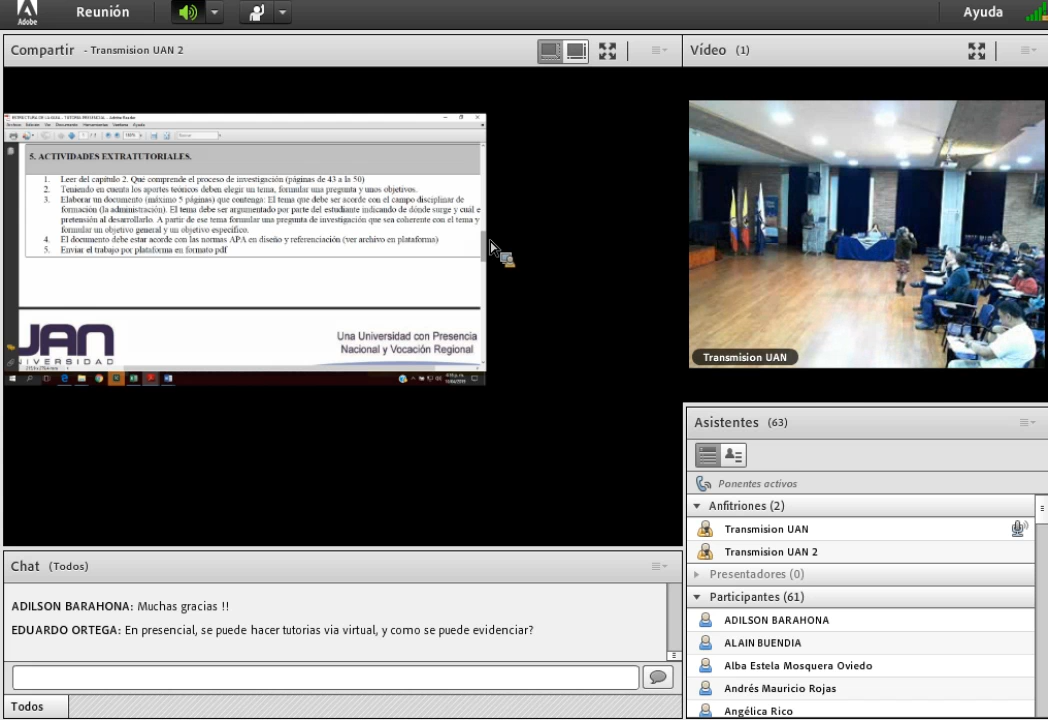 Adobe
Reunión
Ayuda
Compartir - Transmision UAN 2
Vídeo (1)
5. ACTIVIDADES EXTRATUTORIALES.
1. Leer del capítulo 2. Qué comprende el proceso de investigación (páginas de 43 a la 50)
2. Teniendo en cuenta los aportes teóricos deben elegir un tema, formular una pregunta y unos objetivos.
3. Elaborar un documento (máximo 5 páginas) que contenga: El tema que debe ser acorde con el campo disciplinar de
formación (la administración). El tema debe ser argumentado por parte del estudiante indicando de dónde surge y cuál e
pretensión al desarrollarlo. A partir de ese tema formular una pregunta de investigación que sea coherente con el tema y
formular un objetivo general y un objetivo específico.
4. El documento debe estar acorde con las normas APA en diseño y referenciación (ver archivo en plataforma)
5. Enviar el trabajo por plataforma en formato pdf
UAN
UNIVERSIDAD
Una Universidad con Presencia
Nacional y Vocación Regional
Transmision UAN
Asistentes (63)
Ponentes activos
Anfitriones (2)
Transmision UAN
Transmision UAN 2
Presentadores (0)
Participantes (61)
ADILSON BARAHONA
ALAIN BUENDIA
Alba Estela Mosquera Oviedo
Andrés Mauricio Rojas
Angélica Rico
Chat (Todos)
ADILSON BARAHONA: Muchas gracias !!
EDUARDO ORTEGA: En presencial, se puede hacer tutorias via virtual, y como se puede evidenciar?
Todos